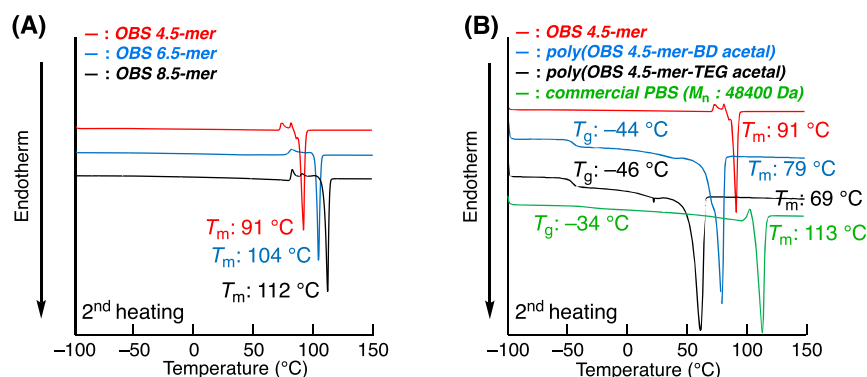 (A)
— : OBS 4.5-mer
— : OBS 6.5-mer
— : OBS 8.5-mer
Endotherm
Tm: 91 °C
Tm: 104 °C
Tm: 112 °C
2nd heating
−100
−50
0
50
100
150
Temperature (°C)
(B)
— : OBS 4.5-mer
— : poly(OBS 4.5-mer-BD acetal)
— : poly(OBS 4.5-mer-TEG acetal)
— : commercial PBS (Mn : 48400 Da)
Endotherm
Tg: −44 °C
Tm: 91 °C
Tg: −46 °C
Tm: 79 °C
Tm: 69 °C
Tg: −34 °C
Tm: 113 °C
2nd heating
−100
−50
0
50
100
150
Temperature (°C)